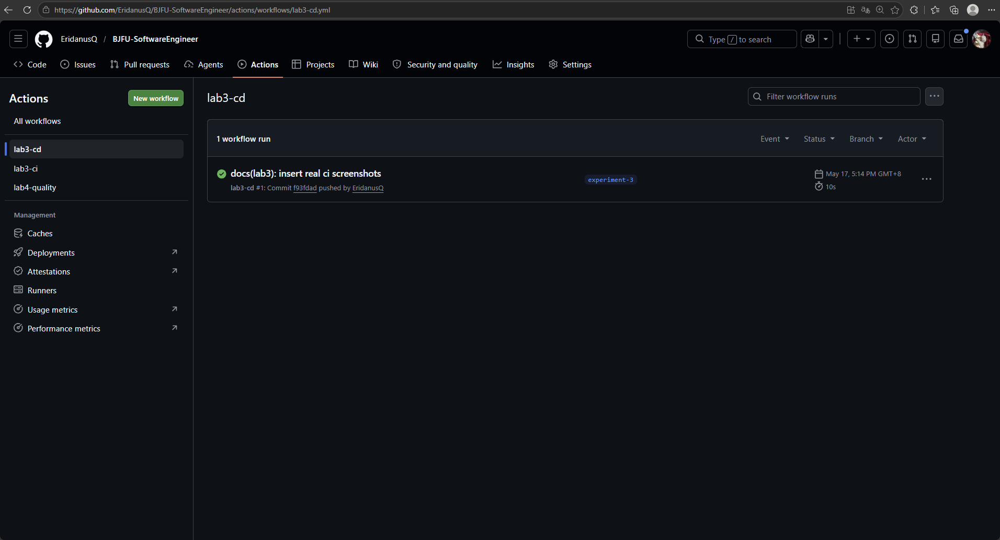 https://github.com/EridanusQ/BJFU-SoftwareEngineer/actions/workflows/lab3-cd.yml
EridanusQ / BJFU-SoftwareEngineer
Type / to search
Code Issues Pull requests Agents Actions Projects Wiki Security and quality Insights Settings
Actions
New workflow
All workflows
lab3-cd
lab3-ci
lab4-quality
Management
Caches
Deployments
Attestations
Runners
Usage metrics
Performance metrics
lab3-cd
Filter workflow runs
1 workflow run
Event Status Branch Actor
docs(lab3): insert real ci screenshots
lab3-cd #1: Commit f93fdad pushed by EridanusQ
experiment-3
May 17, 5:14 PM GMT+8
10s